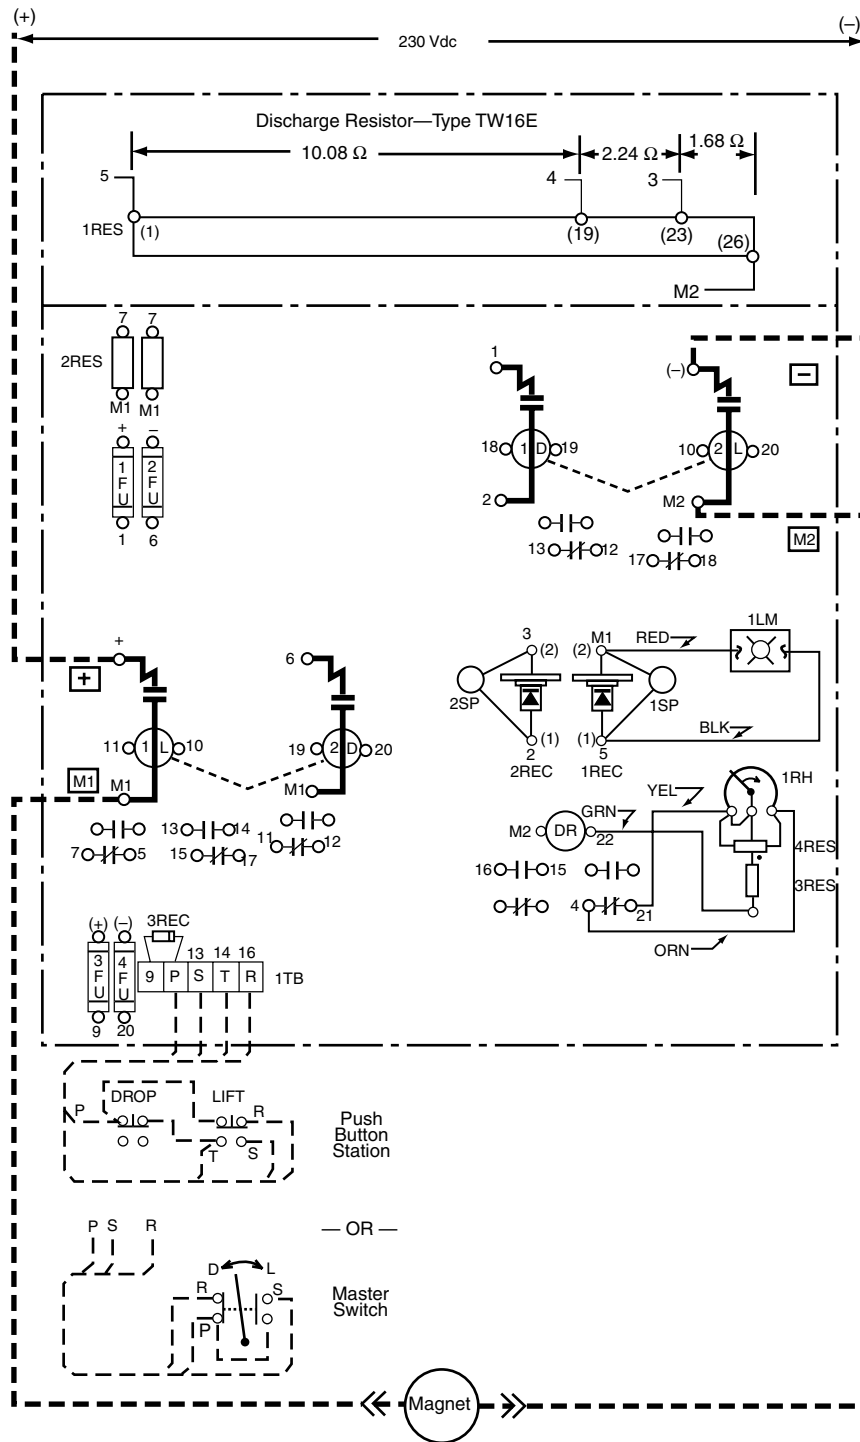 (+) 230 Vdc (–)
Discharge Resistor—Type TW16E
10.08 Ω 2.24 Ω 1.68 Ω
5 4 3
1RES (1) (19) (23) (26)
M2
7 7
2RES
M1 M1
+ –
1FU 2FU
1 6
1 (–) –
18 1 D 19 10 2 L 20
2 M2
M2
13 12 17 18
+ 6
+
11 1 L 10 19 2 D 20
M1 M1 M1
13 14
7 5 15 17 11 12
3 (2) (2) M1 RED 1LM
2SP 1SP
BLK
2 (1) (1) 5
2REC 1REC
YEL 1RH
GRN
M2 DR 22
4RES
16 15
3RES
4 21
ORN
(+) (–) 3REC
13 14 16
3FU 4FU 9 P S T R 1TB
9 20
DROP LIFT
P R
T S
Push
Button
Station
P S R
— OR —
D L
R S
P
Master
Switch
Magnet